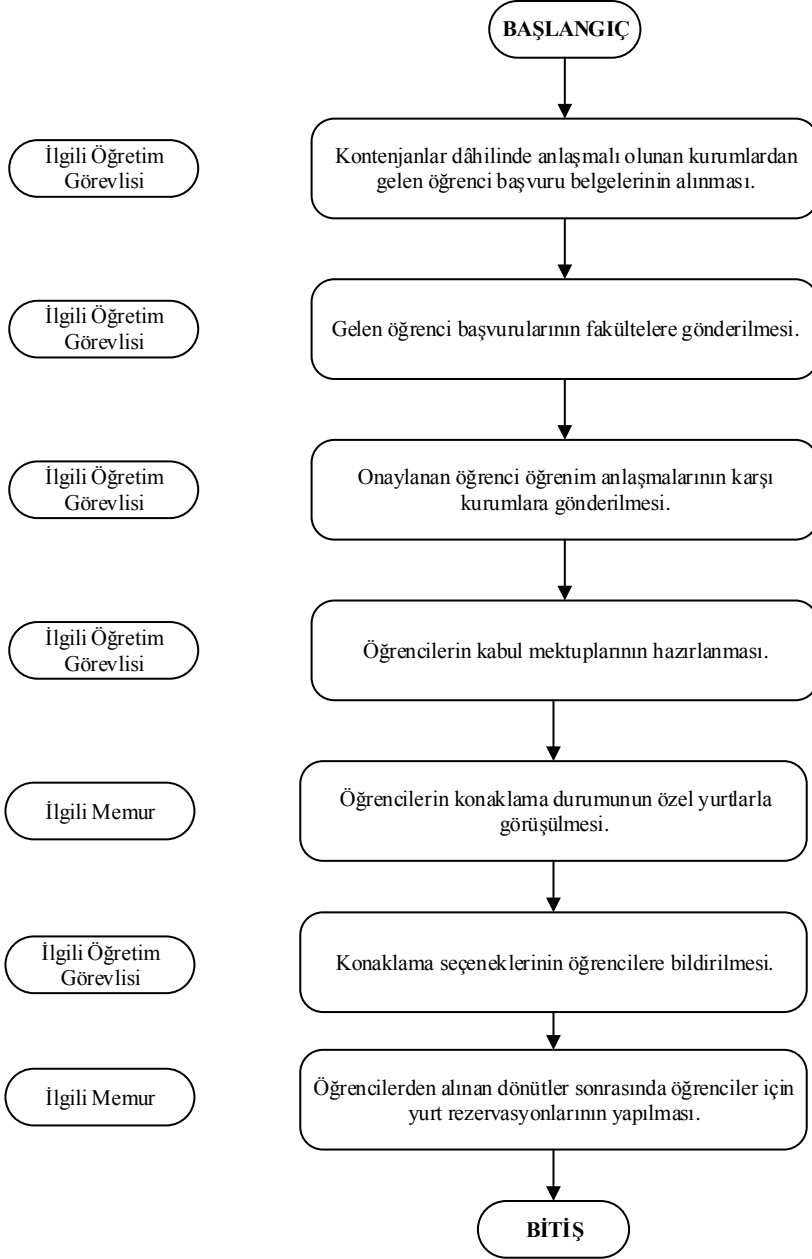 BAŞLANGIÇ
İlgili Öğretim
Görevlisi
Kontenjanlar dâhilinde anlaşmalı olunan kurumlardan
gelen öğrenci başvuru belgelerinin alınması.
İlgili Öğretim
Görevlisi
Gelen öğrenci başvurularının fakültelere gönderilmesi.
İlgili Öğretim
Görevlisi
Onaylanan öğrenci öğrenim anlaşmalarının karşı
kurumlara gönderilmesi.
İlgili Öğretim
Görevlisi
Öğrencilerin kabul mektuplarının hazırlanması.
İlgili Memur
Öğrencilerin konaklama durumunun özel yurtlarla
görüşülmesi.
İlgili Öğretim
Görevlisi
Konaklama seçeneklerinin öğrencilere bildirilmesi.
İlgili Memur
Öğrencilerden alınan dönütler sonrasında öğrenciler için
yurt rezervasyonlarının yapılması.
BİTİŞ